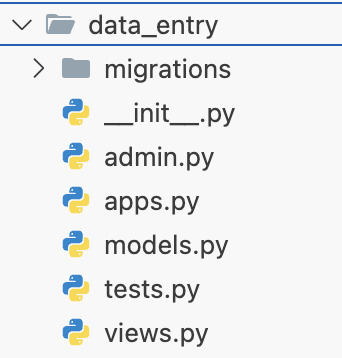 data_entry
migrations
__init__.py
admin.py
apps.py
models.py
tests.py
views.py